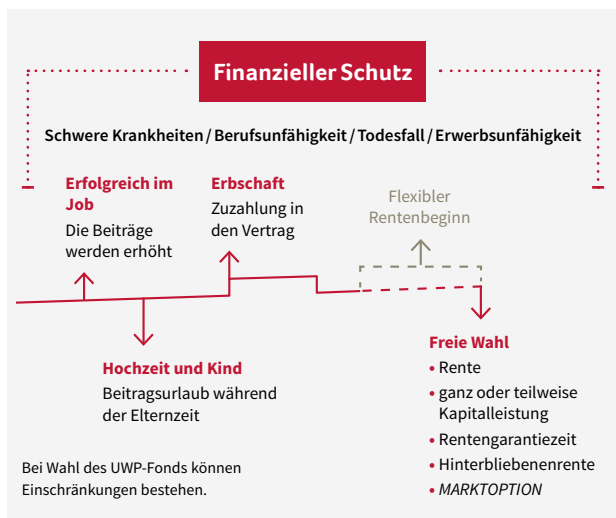 Finanzieller Schutz
Schwere Krankheiten / Berufsunfähigkeit / Todesfall / Erwerbsunfähigkeit
Erfolgreich im
Job
Die Beiträge
werden erhöht
Erbschaft
Zuzahlung in
den Vertrag
Flexibler
Rentenbeginn
Hochzeit und Kind
Beitragsurlaub während
der Elternzeit
Freie Wahl
• Rente
• ganz oder teilweise
Kapitalleistung
• Rentengarantiezeit
• Hinterbliebenenrente
• MARKTOPTION
Bei Wahl des UWP-Fonds können
Einschränkungen bestehen.